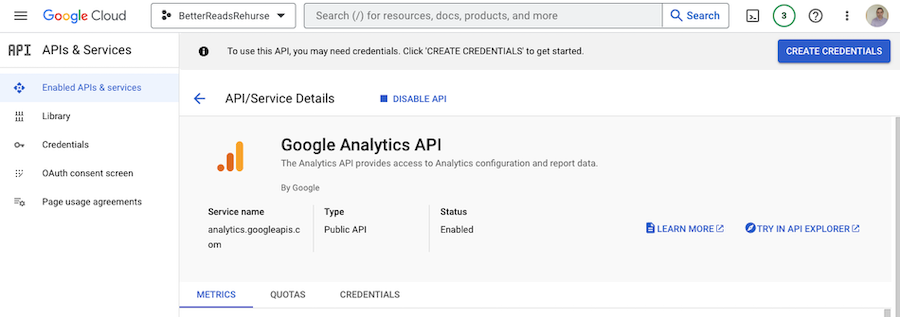 Google Cloud
BetterReadsRehurse
Search (/) for resources, docs, products, and more
Search
3
API
APIs & Services
To use this API, you may need credentials. Click 'CREATE CREDENTIALS' to get started.
CREATE CREDENTIALS
Enabled APIs & services
Library
Credentials
OAuth consent screen
Page usage agreements
API/Service Details
DISABLE API
Google Analytics API
The Analytics API provides access to Analytics configuration and report data.
By Google
Service name
analytics.googleapis.c
om
Type
Public API
Status
Enabled
LEARN MORE
TRY IN API EXPLORER
METRICS
QUOTAS
CREDENTIALS